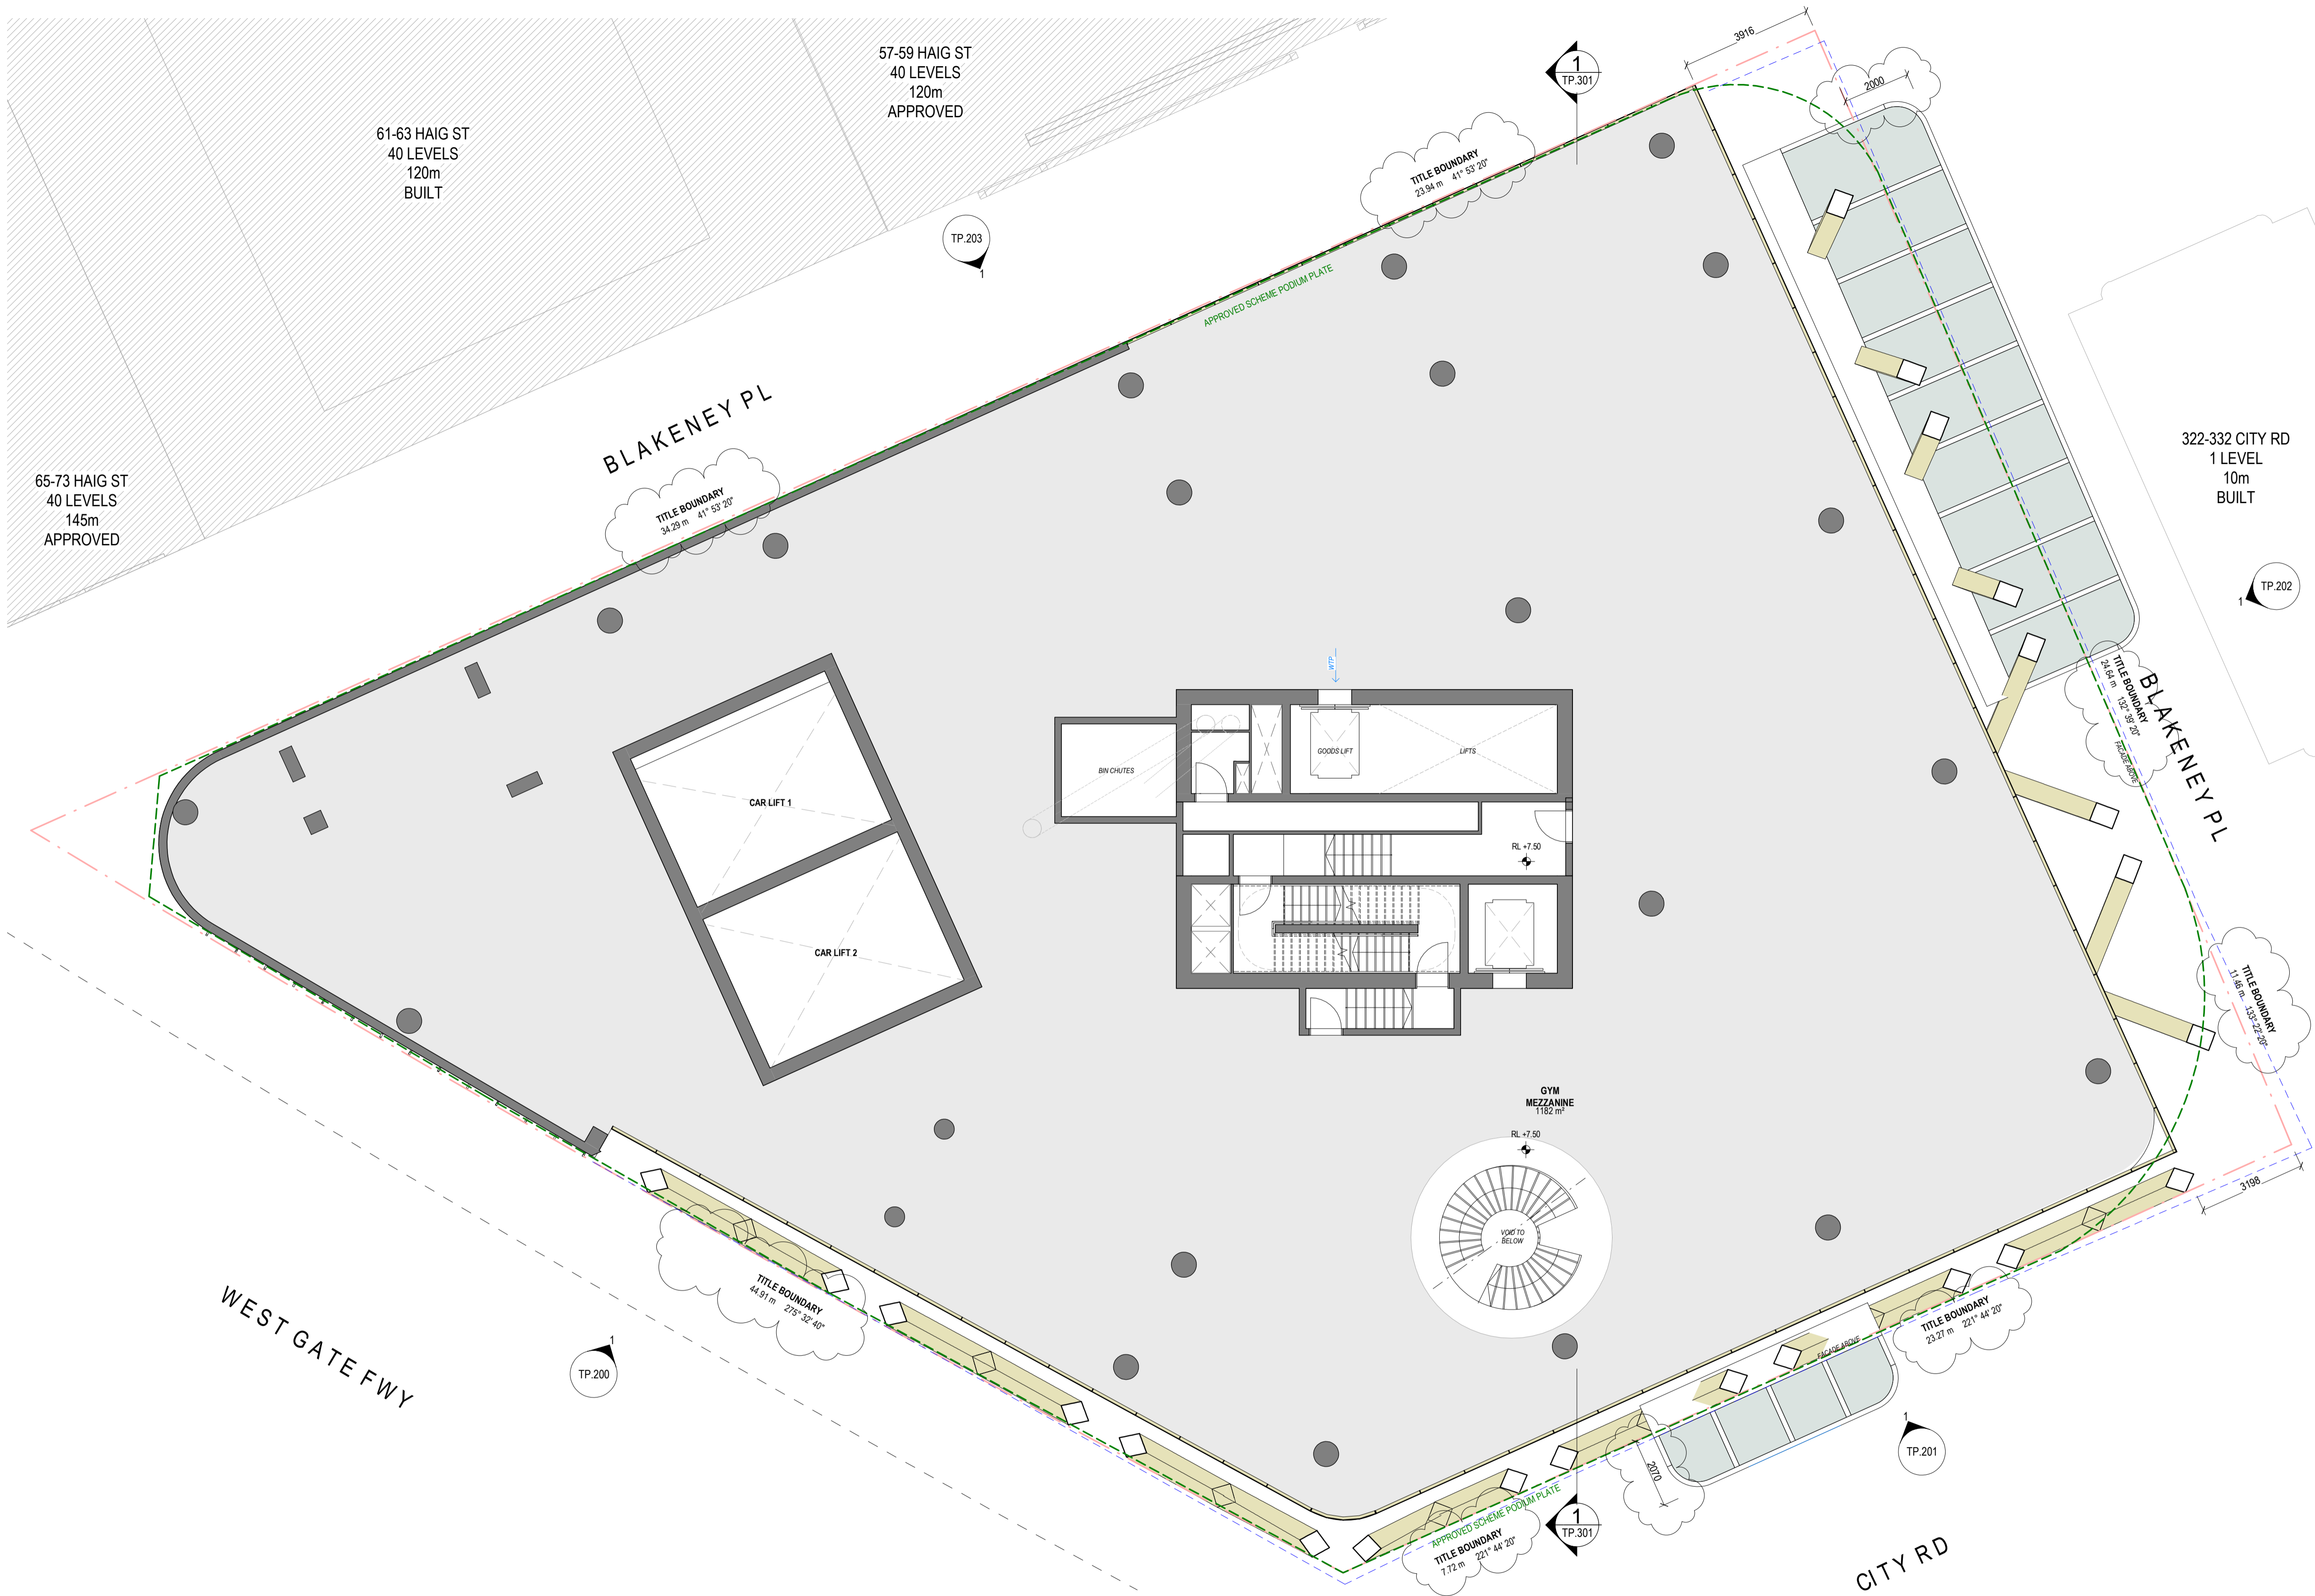 57-59 HAIG ST
40 LEVELS
120m
APPROVED
61-63 HAIG ST
40 LEVELS
120m
BUILT
65-73 HAIG ST
40 LEVELS
145m
APPROVED
3916
1
TP.301
2000
TITLE BOUNDARY
23.94 m 41° 53' 20"
TP.203
1
APPROVED SCHEME PODIUM PLATE
BLAKENEY PL
TITLE BOUNDARY
34.29 m 41° 53' 20"
322-332 CITY RD
1 LEVEL
10m
BUILT
TP.202
1
WTP
TITLE BOUNDARY
24.64 m 132° 39' 20"
FACADE ABOVE
BLAKENEY PL
BIN CHUTES
GOODS LIFT
LIFTS
CAR LIFT 1
CAR LIFT 2
RL +7.50
TITLE BOUNDARY
11.46 m 133° 22' 20"
GYM
MEZZANINE
1182 m²
RL +7.50
VOID TO
BELOW
3198
WEST GATE FWY
TITLE BOUNDARY
44.91 m 275° 32' 40"
1
TP.200
FACADE ABOVE
TITLE BOUNDARY
23.27 m 221° 44' 20"
1
TP.201
2070
APPROVED SCHEME PODIUM PLATE
TITLE BOUNDARY
7.72 m 221° 44' 20"
1
TP.301
CITY RD